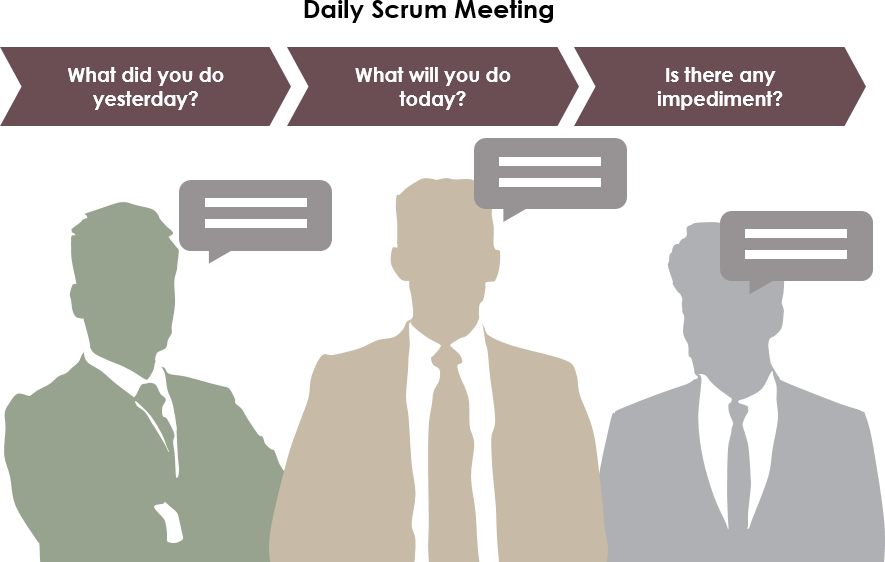 Daily Scrum Meeting
What did you do
yesterday?
What will you do
today?
Is there any
impediment?